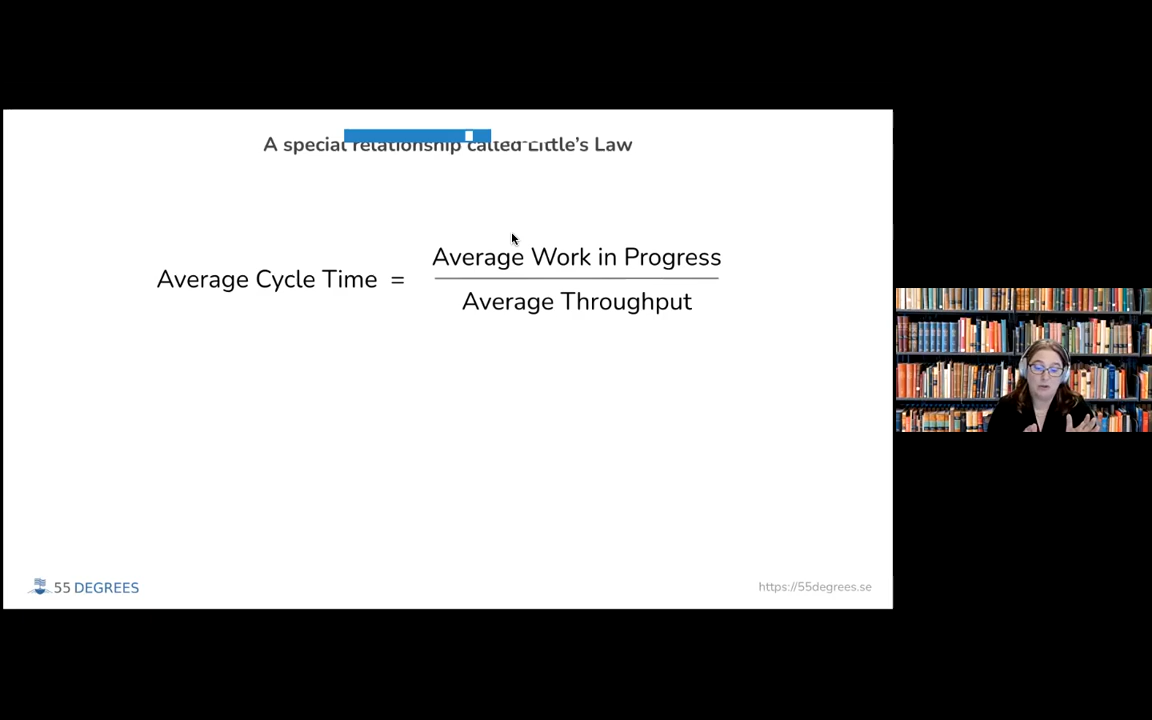 A special relationship called Little's Law
Average Work in Progress
Average Cycle Time =
Average Throughput
55 DEGREES
https://55degrees.se